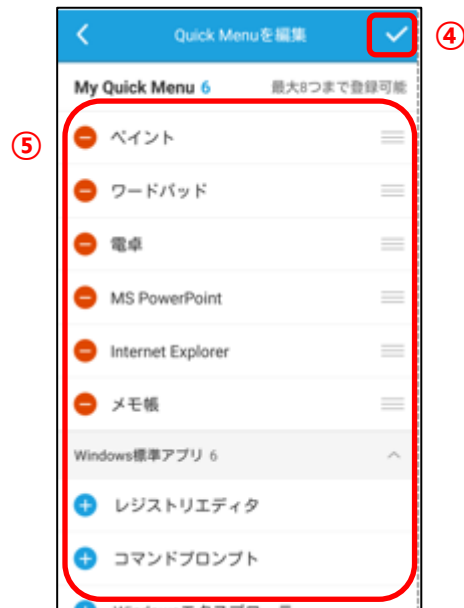 Quick Menuを編集
④
My Quick Menu 6 最大8つまで登録可能
⑤
ペイント
ワードパッド
電卓
MS PowerPoint
Internet Explorer
メモ帳
Windows標準アプリ 6
レジストリエディタ
コマンドプロンプト